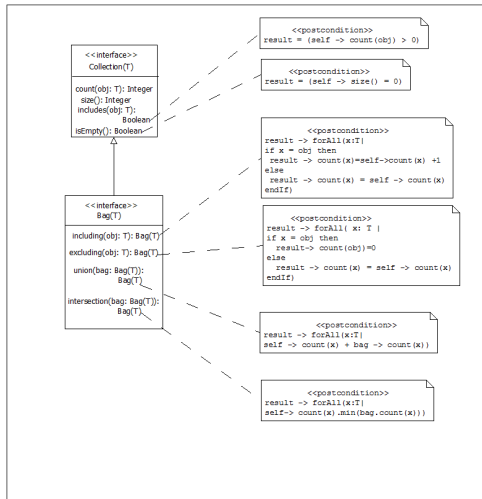 <<interface>>
Collection(T)
count(obj: T): Integer
size(): Integer
includes(obj: T):
Boolean
isEmpty(): Boolean
<<interface>>
Bag(T)
including(obj: T): Bag(T)
excluding(obj: T): Bag(T)
union(bag: Bag(T)):
Bag(T)
intersection(bag: Bag(T)):
Bag(T)
<<postcondition>>
result = (self -> count(obj) > 0)
<<postcondition>>
result = (self -> size() = 0)
<<postcondition>>
result -> forAll(x:T|
if x = obj then
result -> count(x)=self->count(x) +1
else
result -> count(x) = self -> count(x)
endIf)
<<postcondition>>
result -> forAll( x: T |
if x = obj then
result-> count(obj)=0
else
result -> count(x) = self -> count(x)
endIf)
<<postcondition>>
result -> forAll(x:T|
self -> count(x) + bag -> count(x))
<<postcondition>>
result -> forAll(x:T|
self-> count(x).min(bag.count(x)))